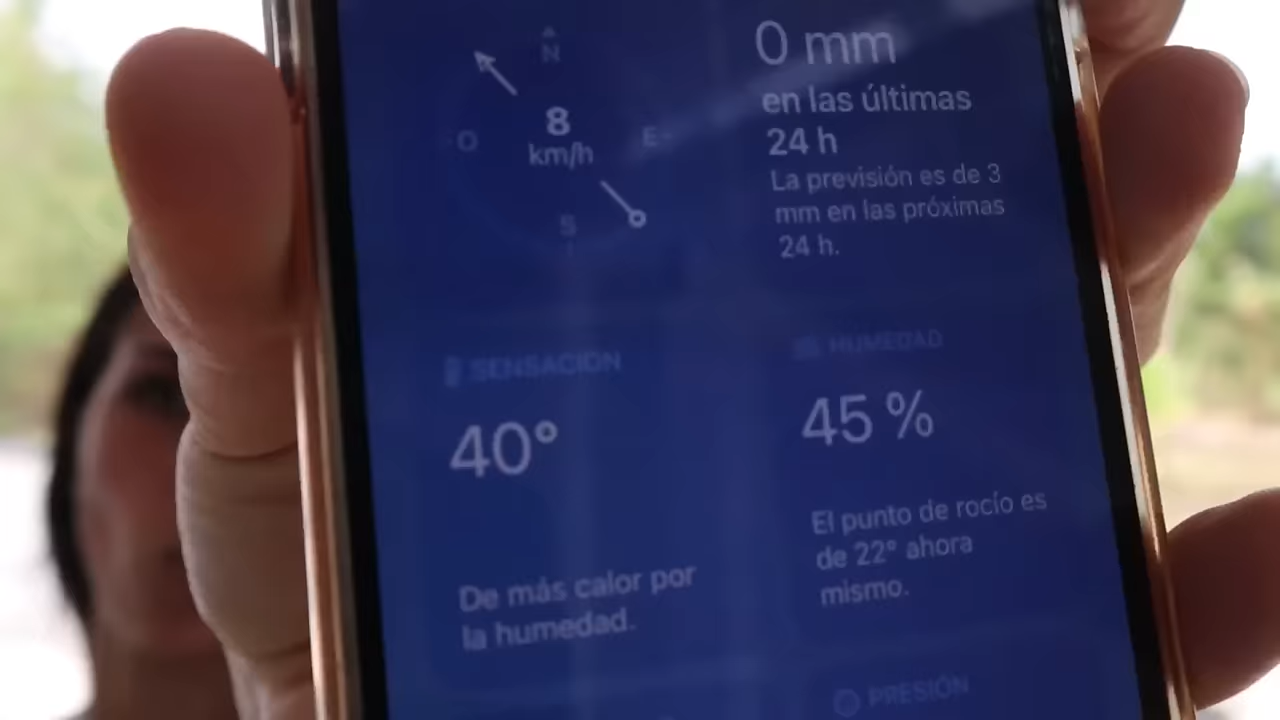 N
O
8
km/h
E
S
0 mm
en las últimas
24 h
La previsión es de 3
mm en las próximas
24 h.
SENSACIÓN
40°
De más calor por
la humedad.
HUMEDAD
45 %
El punto de rocío es
de 22° ahora
mismo.
PRESIÓN